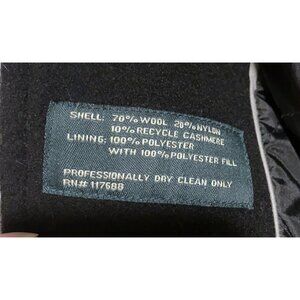 SHELL: 70% WOOL 20% NYLON
10% RECYCLE CASHMERE
LINING: 100% POLYESTER
WITH 100% POLYESTER FILL
PROFESSIONALLY DRY CLEAN ONLY
RN# 117688